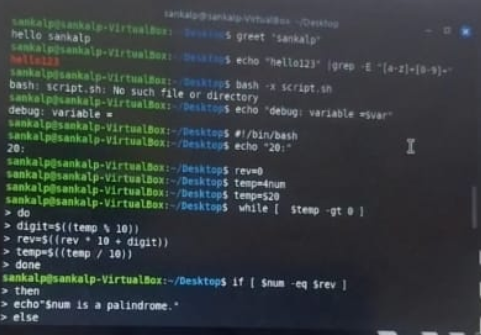 sankalp@sankalp-VirtualBox: ~/Desktop
sankalp@sankalp-VirtualBox:~/Desktop$ greet "sankalp"
hello sankalp
sankalp@sankalp-VirtualBox:~/Desktop$ echo "hello123" |grep -E "[a-z]+[0-9]+"
hello123
sankalp@sankalp-VirtualBox:~/Desktop$ bash -x script.sh
bash: script.sh: No such file or directory
sankalp@sankalp-VirtualBox:~/Desktop$ echo "debug: variable =$var"
debug: variable =
sankalp@sankalp-VirtualBox:~/Desktop$ #!/bin/bash
sankalp@sankalp-VirtualBox:~/Desktop$ echo "20:"
20:
sankalp@sankalp-VirtualBox:~/Desktop$ rev=0
sankalp@sankalp-VirtualBox:~/Desktop$ temp=4num
sankalp@sankalp-VirtualBox:~/Desktop$ temp=$20
sankalp@sankalp-VirtualBox:~/Desktop$ while [ $temp -gt 0 ]
> do
> digit=$((temp % 10))
> rev=$((rev * 10 + digit))
> temp=$((temp / 10))
> done
sankalp@sankalp-VirtualBox:~/Desktop$ if [ $num -eq $rev ]
> then
> echo"$num is a palindrome."
> else